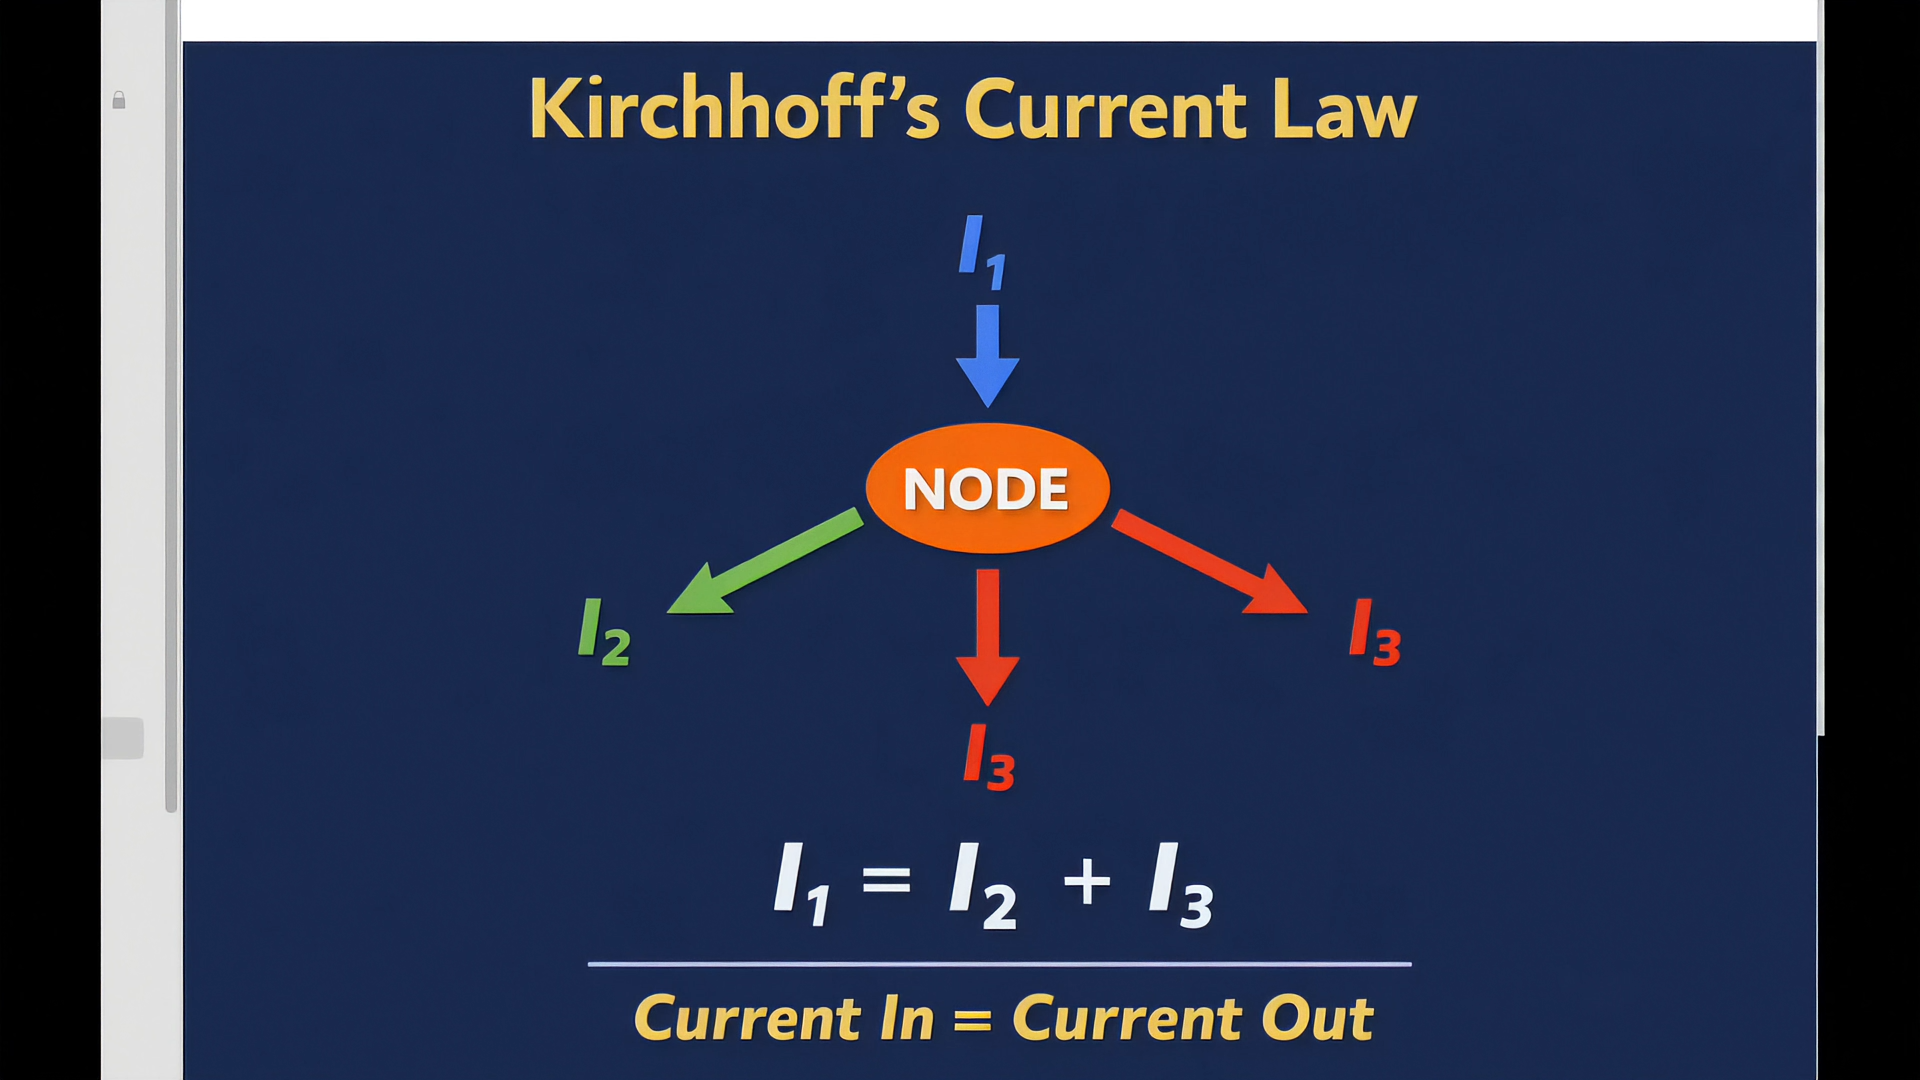 Kirchhoff’s Current Law
I₁
NODE
I₂
I₃
I₃
I₁ = I₂ + I₃
Current In = Current Out